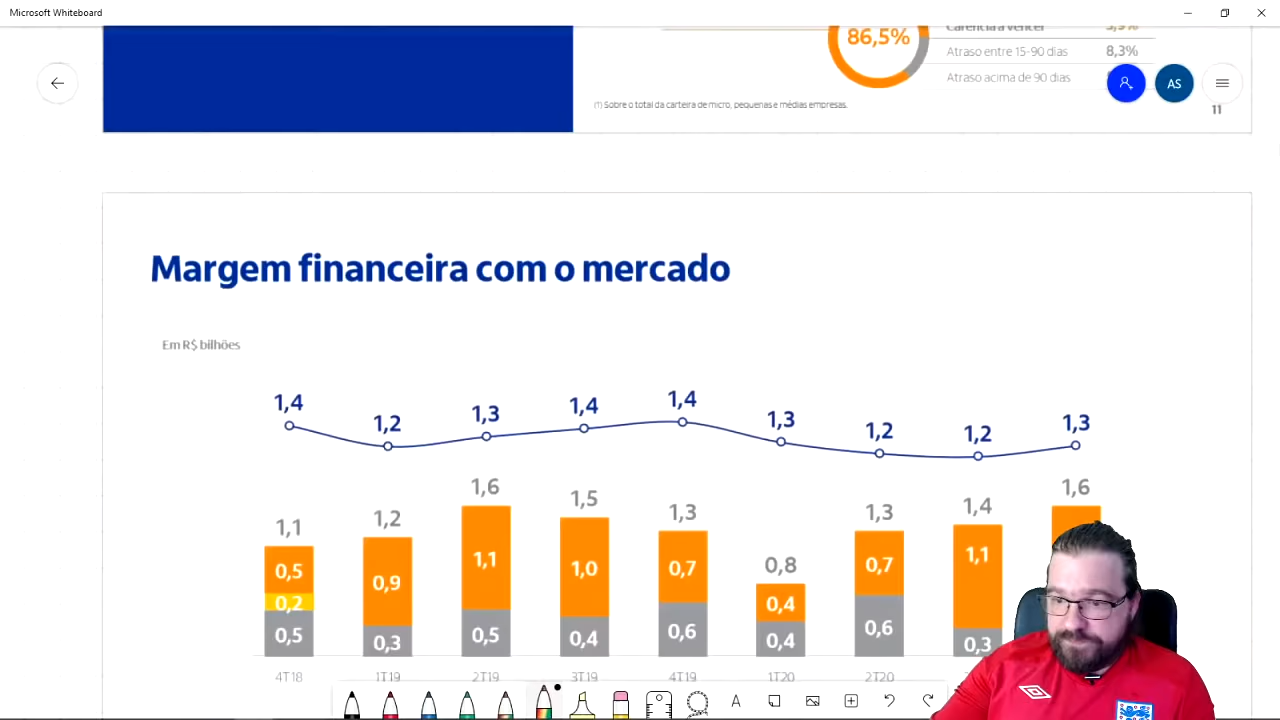 Microsoft Whiteboard
86,5%
Carência a vencer
Atraso entre 15-90 dias 8,3%
Atraso acima de 90 dias
AS
(1) Sobre o total da carteira de micro, pequenas e médias empresas.
11
Margem financeira com o mercado
Em R$ bilhões
1,4 1,2 1,3 1,4 1,4 1,3 1,2 1,2 1,3
1,1 1,2 1,6 1,5 1,3 0,8 1,3 1,4 1,6
0,5 0,9 1,1 1,0 0,7 0,4 0,7 1,1
0,2
0,5 0,3 0,5 0,4 0,6 0,4 0,6 0,3
4T18 1T19 2T19 3T19 4T19 1T20 2T20
A